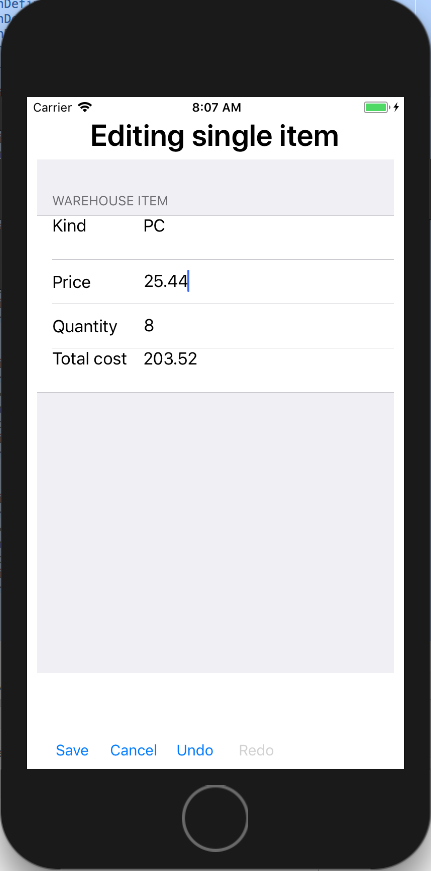 Carrier 8:07 AM
Editing single item
WAREHOUSE ITEM
Kind PC
Price 25.44
Quantity 8
Total cost 203.52
Save Cancel Undo Redo